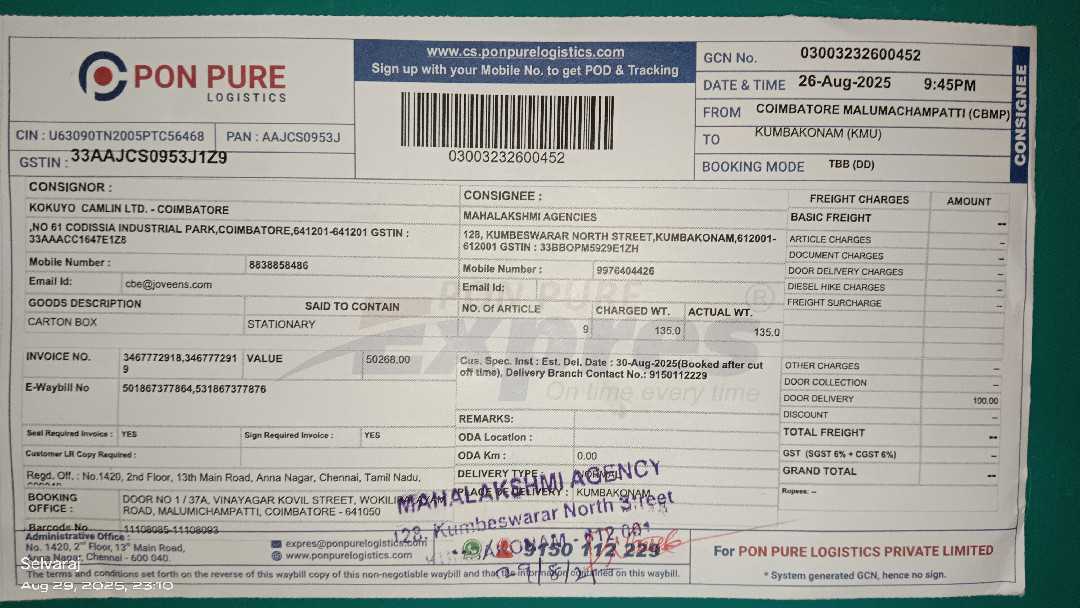 PON PURE
LOGISTICS
CIN : U63090TN2005PTC56468 PAN : AAJCS0953J
GSTIN : 33AAJCS0953J1Z9
www.cs.ponpurelogistics.com
Sign up with your Mobile No. to get POD & Tracking
03003232600452
GCN No. 03003232600452
DATE & TIME 26-Aug-2025 9:45PM
FROM COIMBATORE MALUMACHAMPATTI (CBMP)
TO KUMBAKONAM (KMU)
BOOKING MODE TBB (DD)
CONSIGNEE
CONSIGNOR :
KOKUYO CAMLIN LTD. - COIMBATORE
,NO 61 CODISSIA INDUSTRIAL PARK,COIMBATORE,641201-641201 GSTIN :
33AAACC1647E1Z8
Mobile Number : 8838858486
Email Id: cbe@joveens.com
GOODS DESCRIPTION SAID TO CONTAIN
CARTON BOX STATIONARY
CONSIGNEE :
MAHALAKSHMI AGENCIES
128, KUMBESWARAR NORTH STREET,KUMBAKONAM,612001-
612001 GSTIN : 33BBOPM5929E1ZH
Mobile Number : 9976404426
Email Id:
NO. Of ARTICLE CHARGED WT. ACTUAL WT.
9 135.0 135.0
PON PURE
Expres
On time every time
FREIGHT CHARGES AMOUNT
BASIC FREIGHT --
ARTICLE CHARGES --
DOCUMENT CHARGES --
DOOR DELIVERY CHARGES --
DIESEL HIKE CHARGES --
FREIGHT SURCHARGE --
OTHER CHARGES --
DOOR COLLECTION --
DOOR DELIVERY 100.00
DISCOUNT --
TOTAL FREIGHT --
GST (SGST 6% + CGST 6%) --
GRAND TOTAL --
Rupees: --
INVOICE NO. 3467772918,346777291
9
VALUE 50268.00
E-Waybill No 501867377864,531867377876
Cus. Spec. Inst : Est. Del. Date : 30-Aug-2025(Booked after cut
off time), Delivery Branch Contact No.: 9150112229
REMARKS:
ODA Location :
ODA Km : 0.00
DELIVERY TYPE : NORMAL
PLACE OF DELIVERY : KUMBAKONAM
Seal Required Invoice : YES Sign Required Invoice : YES
Customer LR Copy Required :
Regd. Off. : No.1420, 2nd Floor, 13th Main Road, Anna Nagar, Chennai, Tamil Nadu,
BOOKING
OFFICE :
DOOR NO 1 / 37A, VINAYAGAR KOVIL STREET,
ROAD, MALUMICHAMPATTI, COIMBATORE - 641050
Barcode No 11108085-11108093
Administrative Office :
No. 1420, 2nd Floor, 13th Main Road,
Anna Nagar, Chennai - 600 040.
expres@ponpurelogistics.com
www.ponpurelogistics.com
9150 112 229
MAHALAKSHMI AGENCY
128, Kumbeswarar North Street
KUMBAKONAM - 612 001
29/8/25
For PON PURE LOGISTICS PRIVATE LIMITED
* System generated GCN, hence no sign.
The terms and conditions set forth on the reverse of this waybill copy of this non-negotiable waybill and that the information contained on this waybill.
Selvaraj
Aug 29, 2025, 23:10